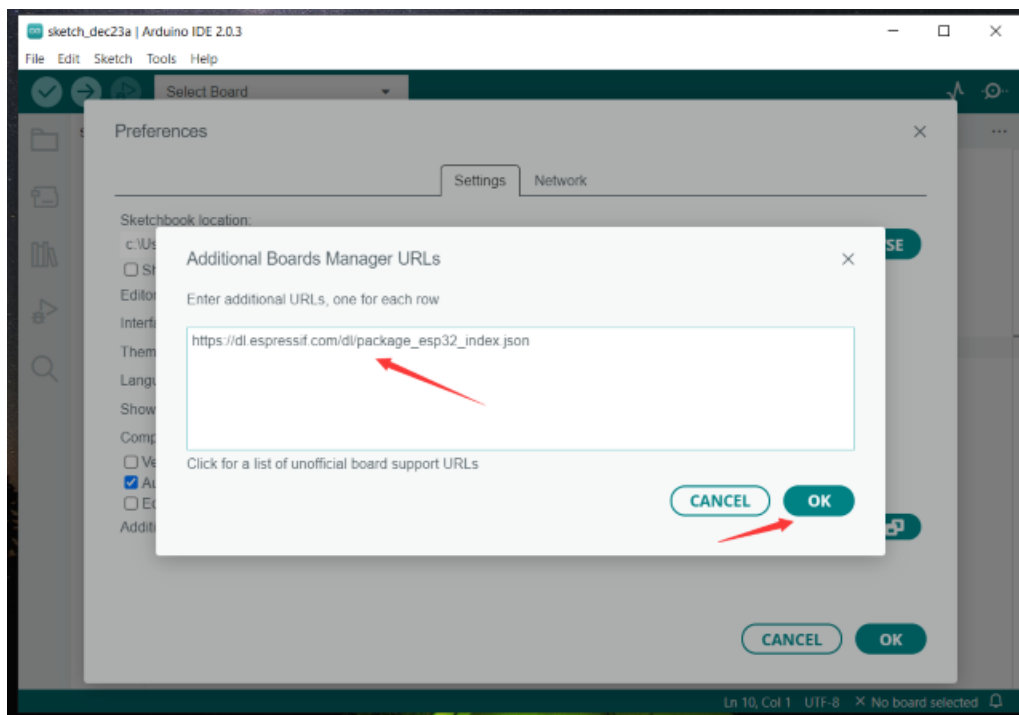 sketch_dec23a | Arduino IDE 2.0.3
File Edit Sketch Tools Help
Select Board
Preferences
Settings Network
Sketchbook location:
Additional Boards Manager URLs
Enter additional URLs, one for each row
https://dl.espressif.com/dl/package_esp32_index.json
Click for a list of unofficial board support URLs
CANCEL OK
CANCEL OK
Ln 10, Col 1 UTF-8 No board selected